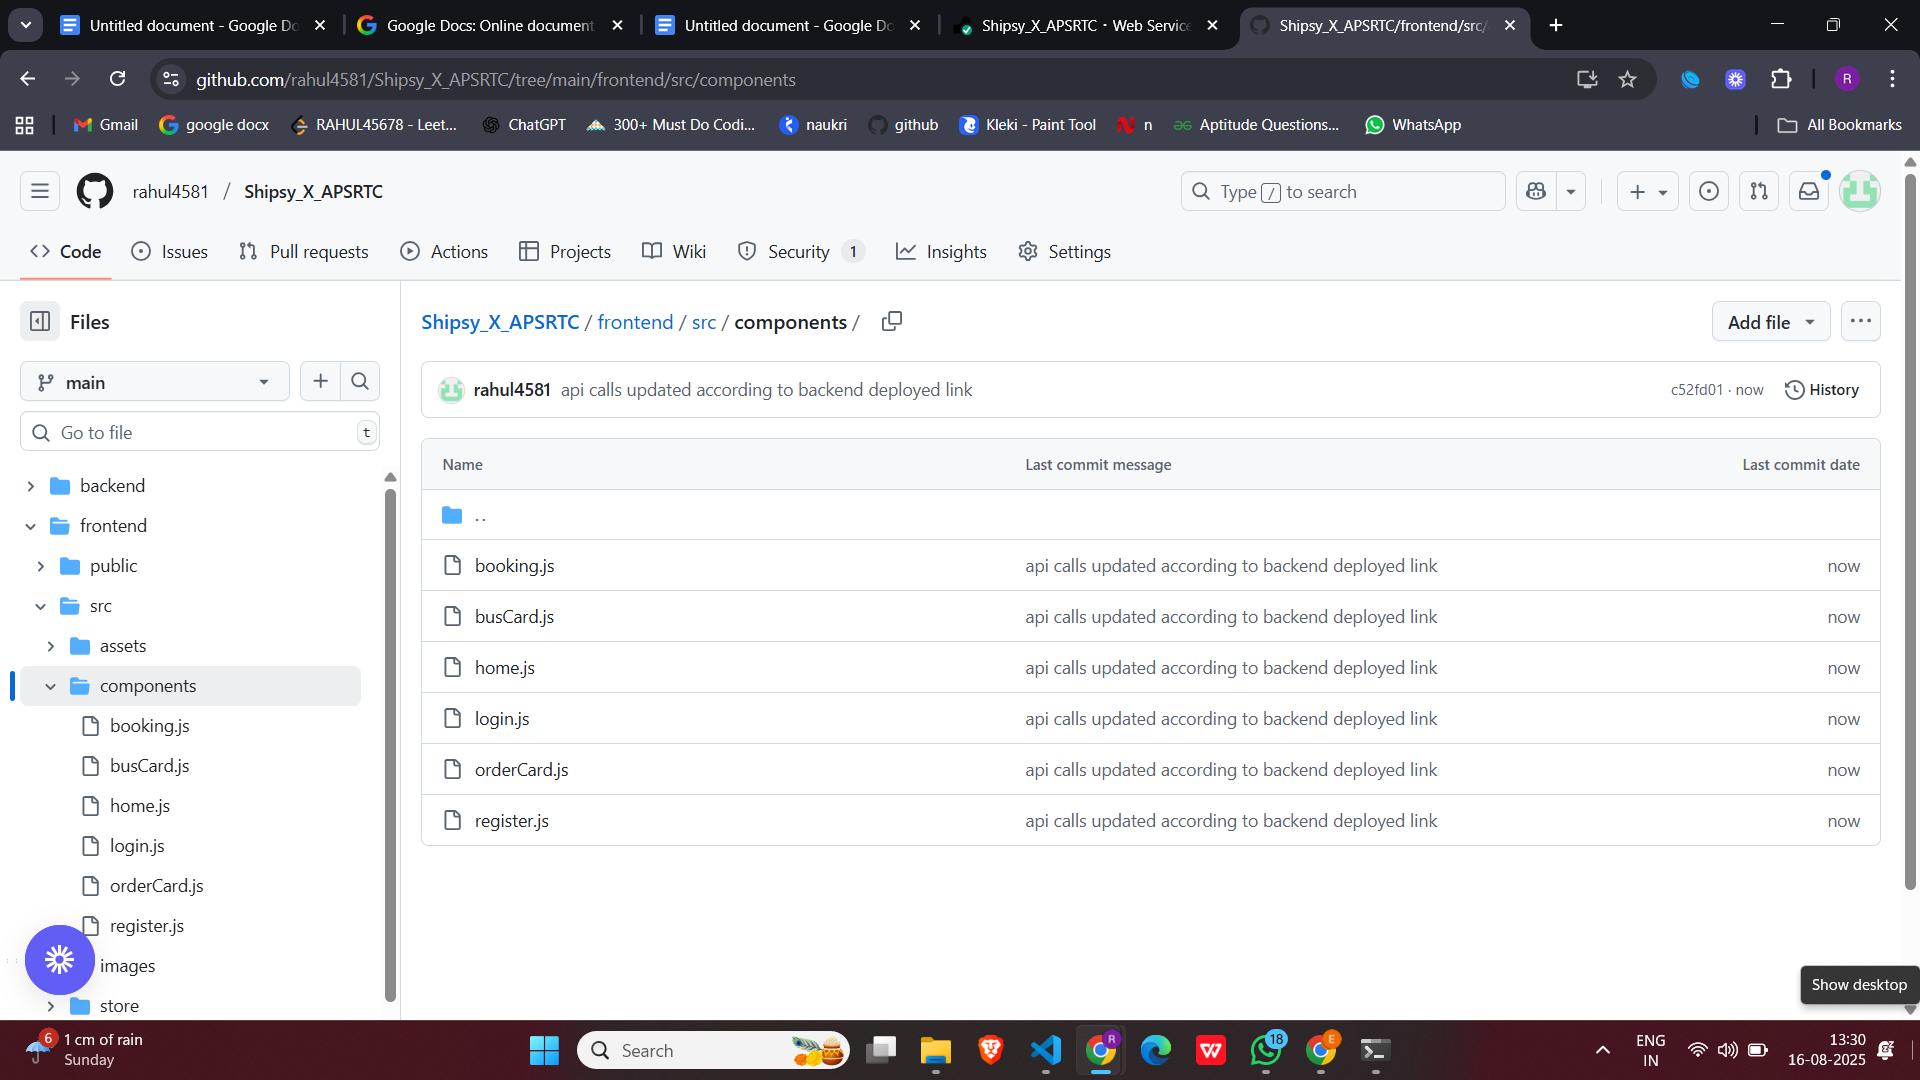 Untitled document - Google Do
Google Docs: Online document
Untitled document - Google Do
Shipsy_X_APSRTC · Web Service
Shipsy_X_APSRTC/frontend/src/
github.com/rahul4581/Shipsy_X_APSRTC/tree/main/frontend/src/components
R
Gmail
google docx
RAHUL45678 - Leet...
ChatGPT
300+ Must Do Codi...
naukri
github
Kleki - Paint Tool
n
Aptitude Questions...
WhatsApp
All Bookmarks
rahul4581 / Shipsy_X_APSRTC
Type / to search
Code
Issues
Pull requests
Actions
Projects
Wiki
Security 1
Insights
Settings
Files
Shipsy_X_APSRTC / frontend / src / components /
Add file
main
rahul4581 api calls updated according to backend deployed link
c52fd01 · now
History
Go to file
t
Name
Last commit message
Last commit date
backend
frontend
public
src
assets
components
booking.js
busCard.js
home.js
login.js
orderCard.js
register.js
images
store
..
booking.js api calls updated according to backend deployed link now
busCard.js api calls updated according to backend deployed link now
home.js api calls updated according to backend deployed link now
login.js api calls updated according to backend deployed link now
orderCard.js api calls updated according to backend deployed link now
register.js api calls updated according to backend deployed link now
Show desktop
6
1 cm of rain
Sunday
Search
R
W
18
E
ENG
IN
13:30
16-08-2025